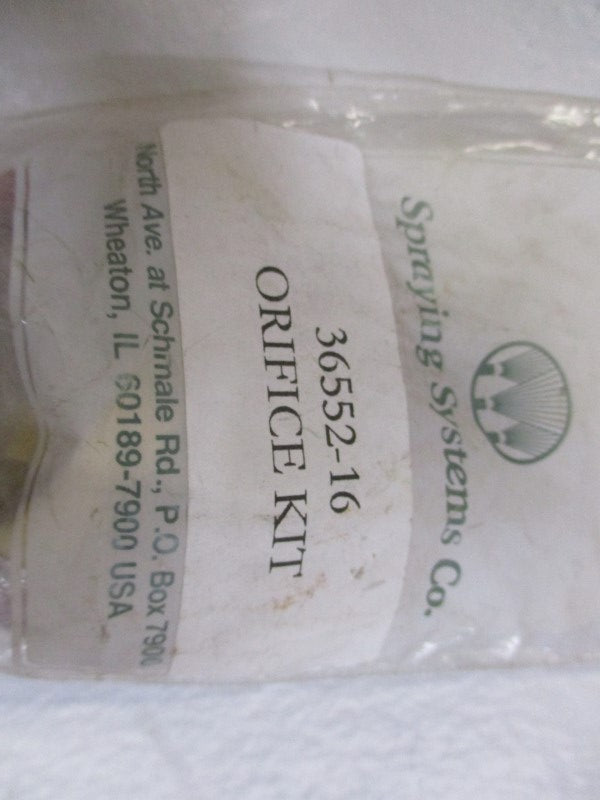 Spraying Systems Co.
36552-16
ORIFICE KIT
North Ave. at Schmale Rd., P.O. Box 7900
Wheaton, IL 60189-7900 USA